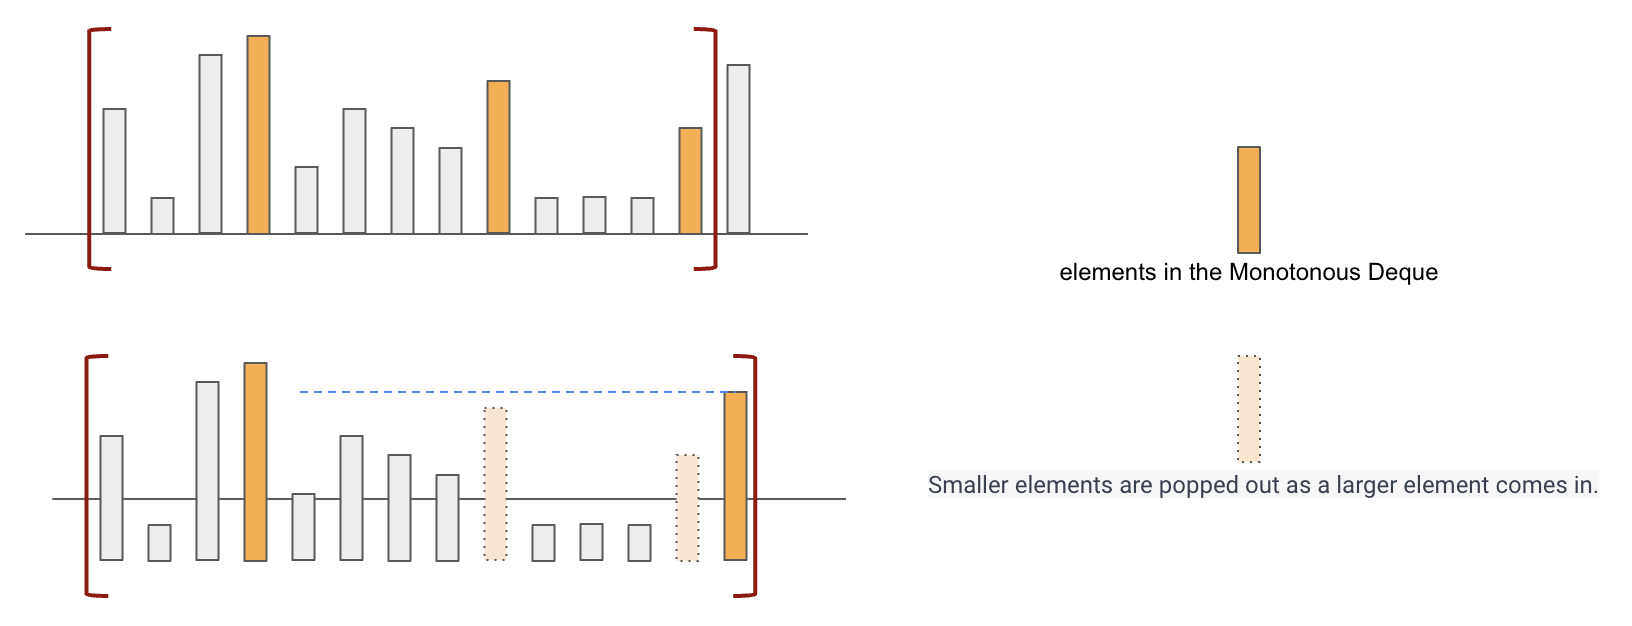 elements in the Monotonous Deque
Smaller elements are popped out as a larger element comes in.